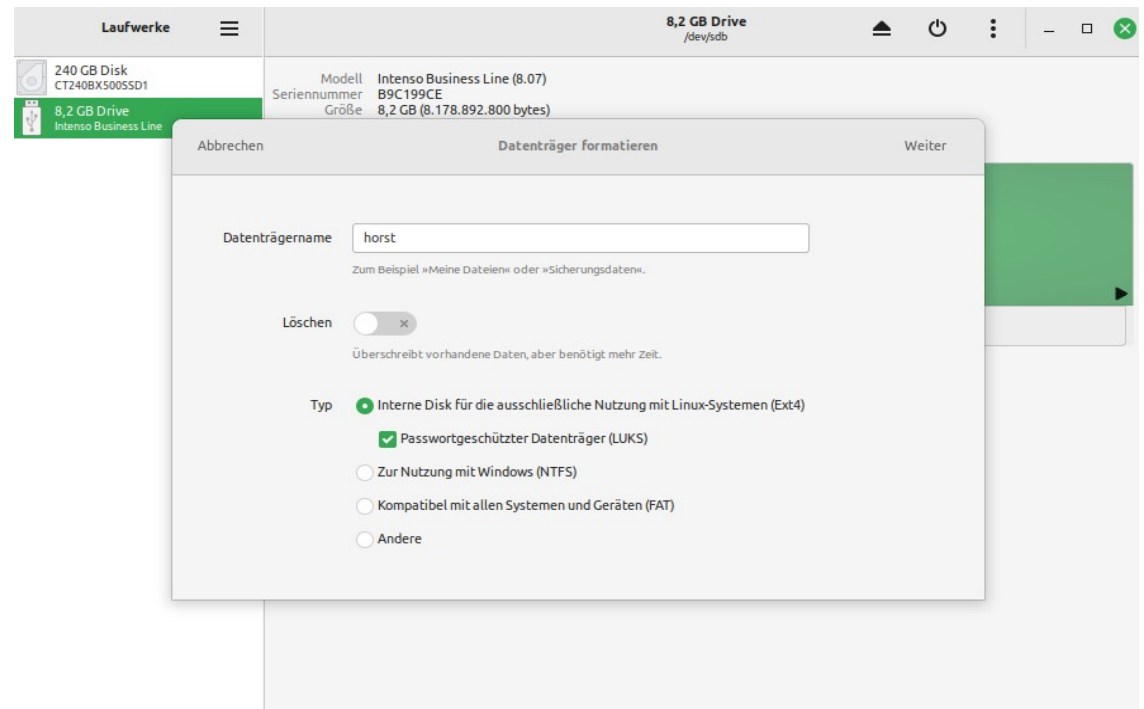 Laufwerke
8,2 GB Drive
/dev/sdb
240 GB Disk
CT240BX500SSD1
8,2 GB Drive
Intenso Business Line
Modell Intenso Business Line (8.07)
Seriennummer B9C199CE
Größe 8,2 GB (8.178.892.800 bytes)
Abbrechen Datenträger formatieren Weiter
Datenträgername horst
Zum Beispiel »Meine Dateien« oder »Sicherungsdaten«.
Löschen
Überschreibt vorhandene Daten, aber benötigt mehr Zeit.
Typ Interne Disk für die ausschließliche Nutzung mit Linux-Systemen (Ext4)
Passwortgeschützter Datenträger (LUKS)
Zur Nutzung mit Windows (NTFS)
Kompatibel mit allen Systemen und Geräten (FAT)
Andere